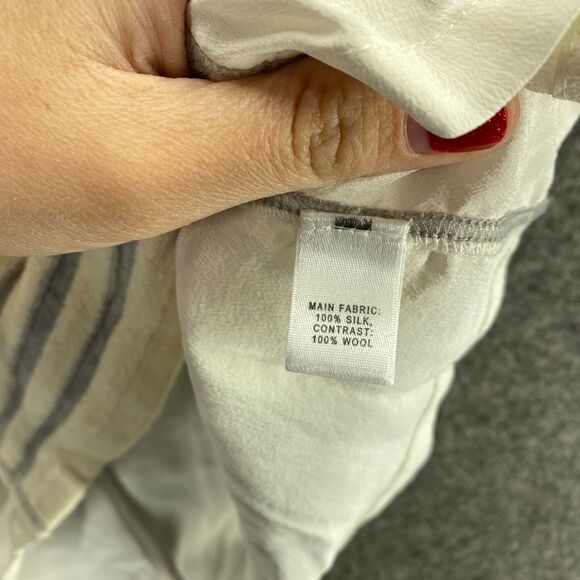 MAIN FABRIC:
100% SILK,
CONTRAST:
100% WOOL